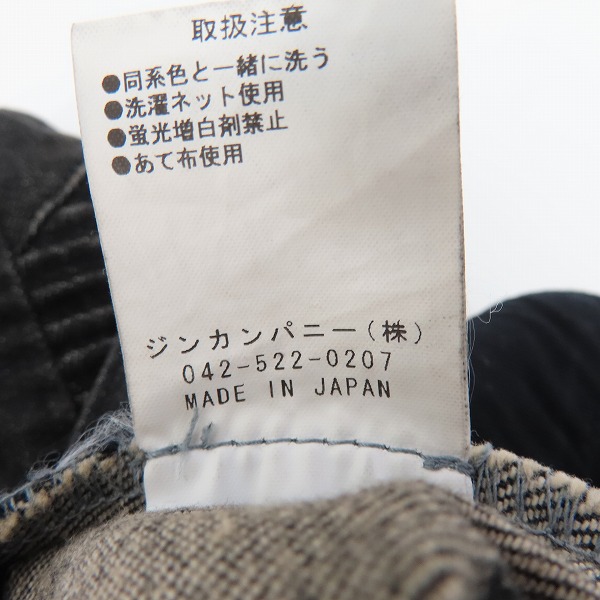 取扱注意
●同系色と一緒に洗う
●洗濯ネット使用
●蛍光増白剤禁止
●あて布使用
ジンカンパニー(株)
042-522-0207
MADE IN JAPAN